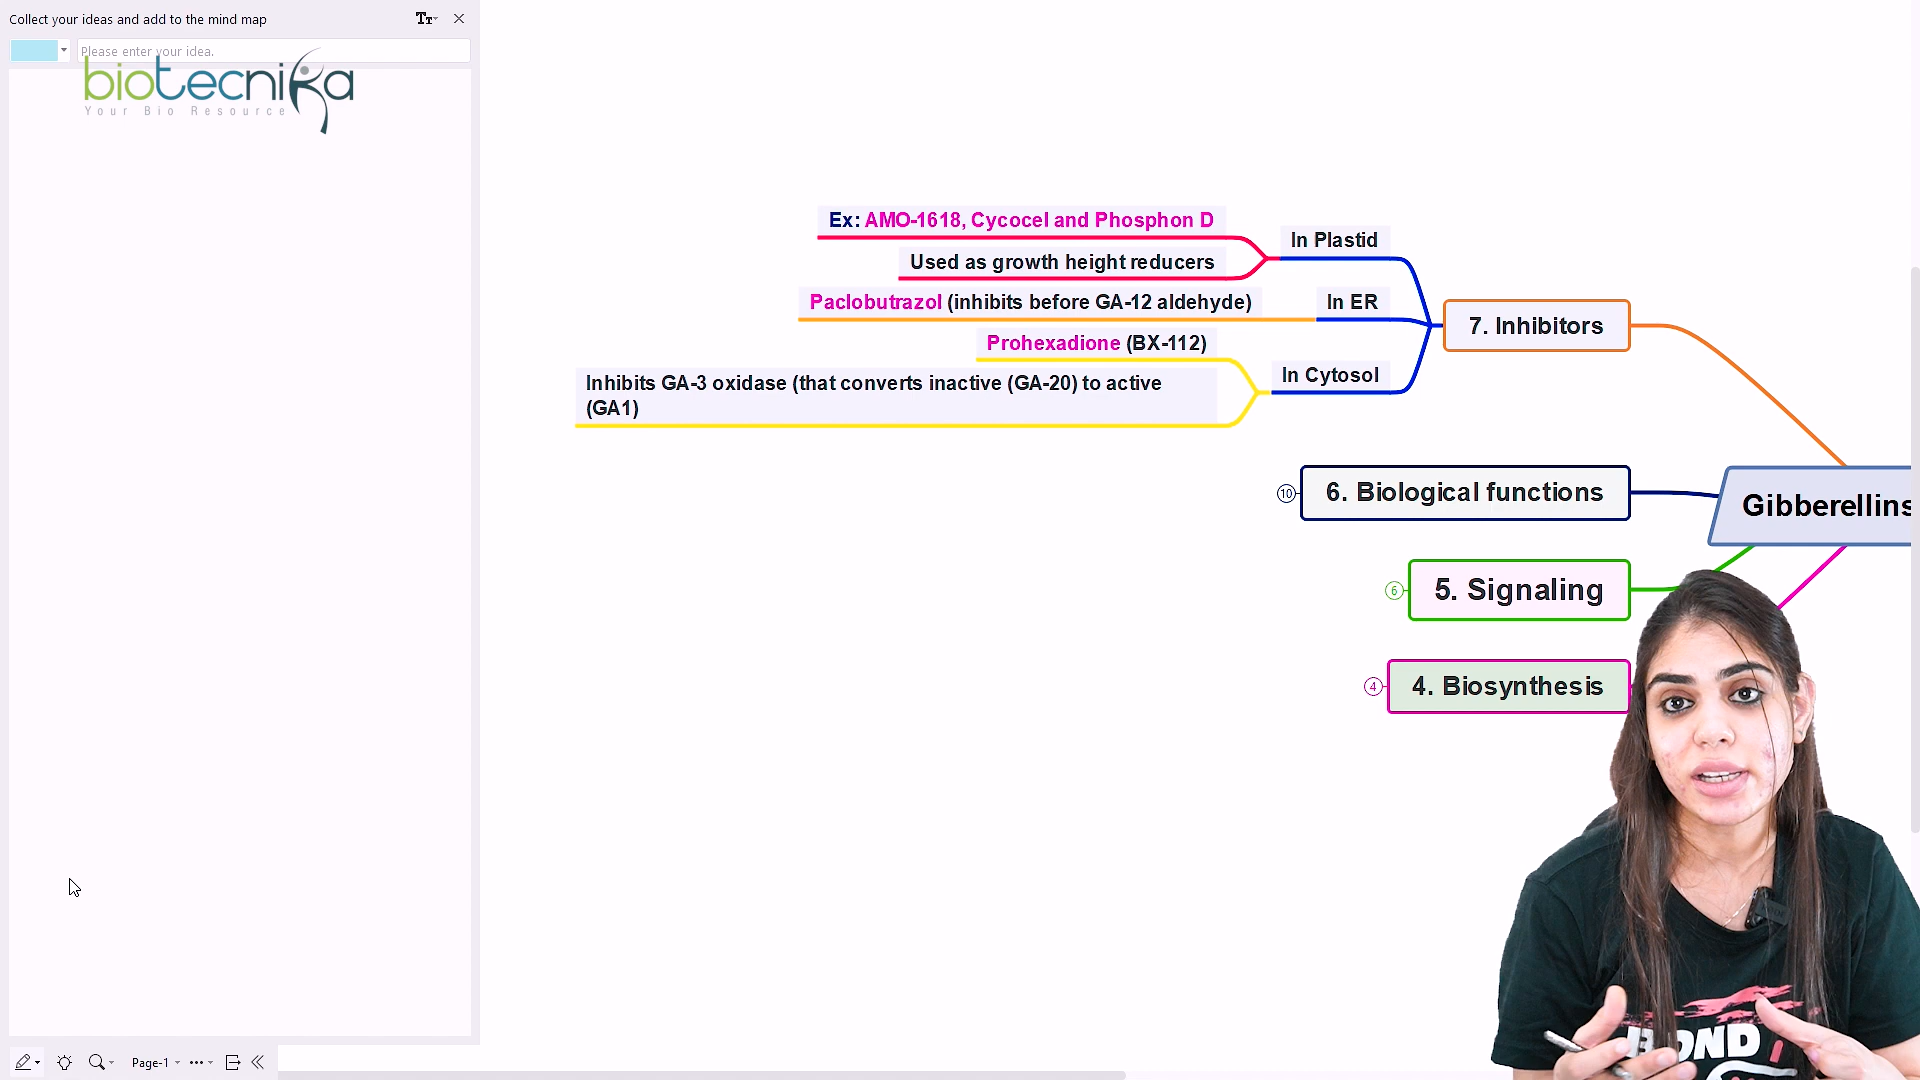 Collect your ideas and add to the mind map
Please enter your idea.
biotecnika
Your Bio Resource
Ex: AMO-1618, Cycocel and Phosphon D
In Plastid
Used as growth height reducers
Paclobutrazol (inhibits before GA-12 aldehyde)
In ER
7. Inhibitors
Prohexadione (BX-112)
In Cytosol
Inhibits GA-3 oxidase (that converts inactive (GA-20) to active
(GA1)
10
6. Biological functions
Gibberellins
6
5. Signaling
4
4. Biosynthesis
Page-1